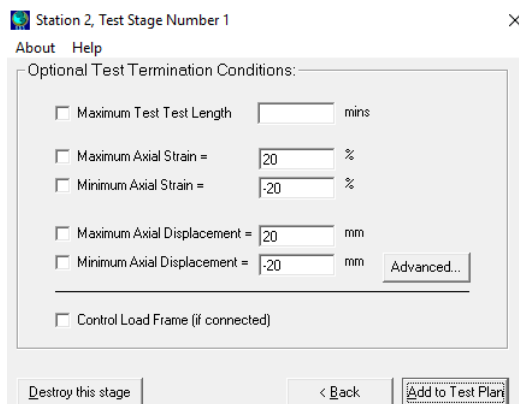 Station 2, Test Stage Number 1
About Help
Optional Test Termination Conditions:
Maximum Test Test Length mins
Maximum Axial Strain = 20 %
Minimum Axial Strain = -20 %
Maximum Axial Displacement = 20 mm
Minimum Axial Displacement = -20 mm
Advanced...
Control Load Frame (if connected)
Destroy this stage < Back Add to Test Plan